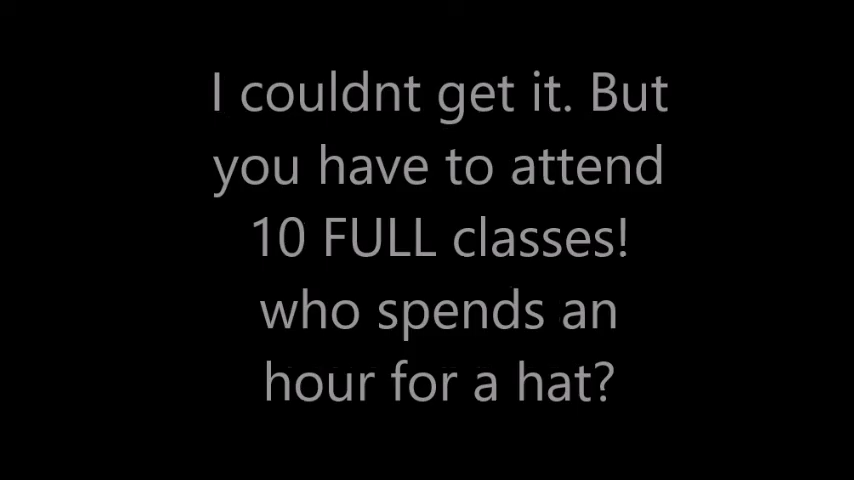 I couldnt get it. But
you have to attend
10 FULL classes!
who spends an
hour for a hat?